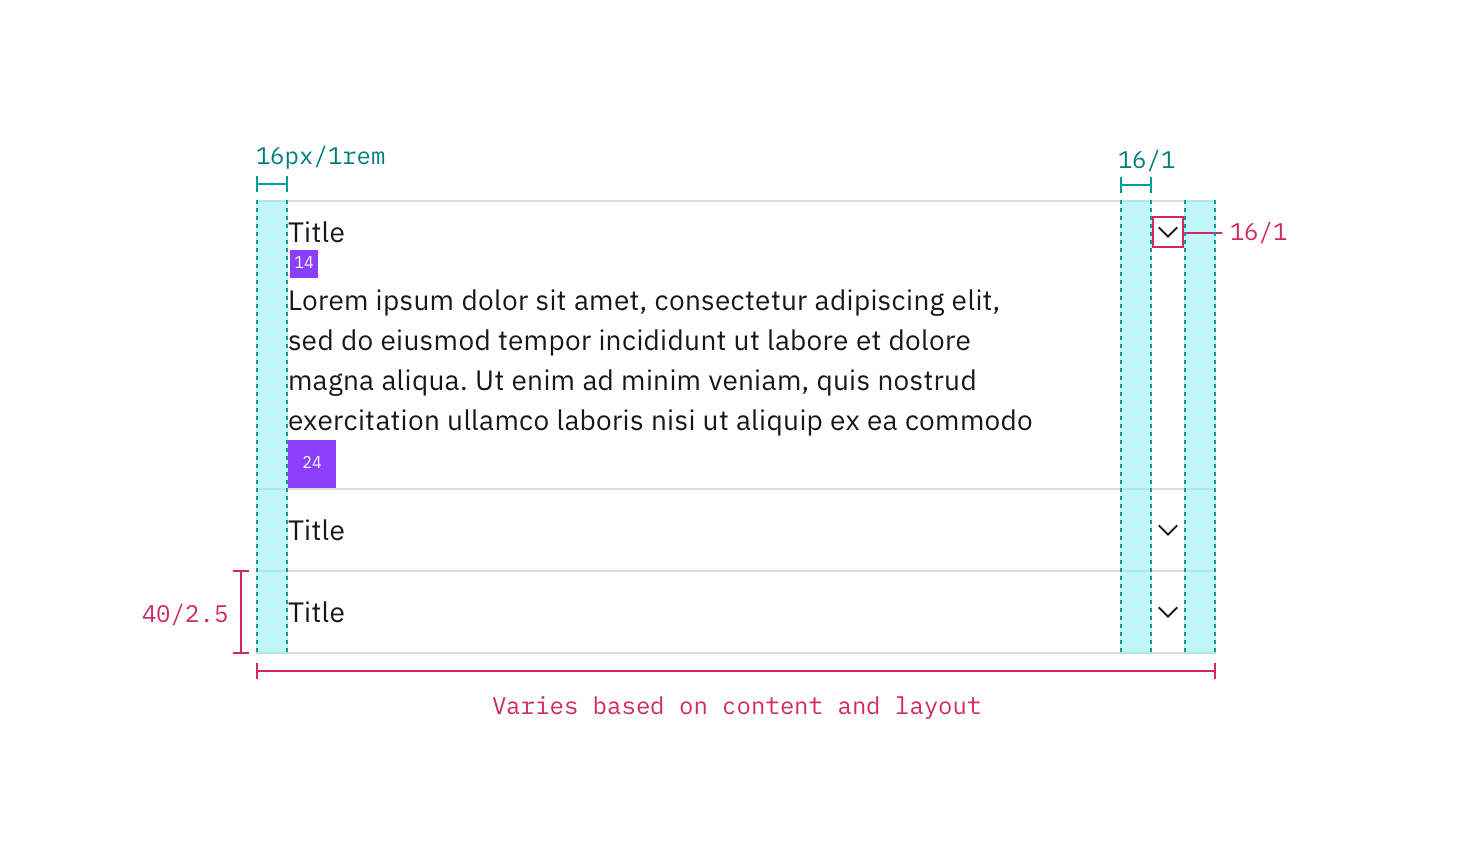 16px/1rem
16/1
Title
16/1
14
Lorem ipsum dolor sit amet, consectetur adipiscing elit,
sed do eiusmod tempor incididunt ut labore et dolore
magna aliqua. Ut enim ad minim veniam, quis nostrud
exercitation ullamco laboris nisi ut aliquip ex ea commodo
24
Title
40/2.5
Title
Varies based on content and layout